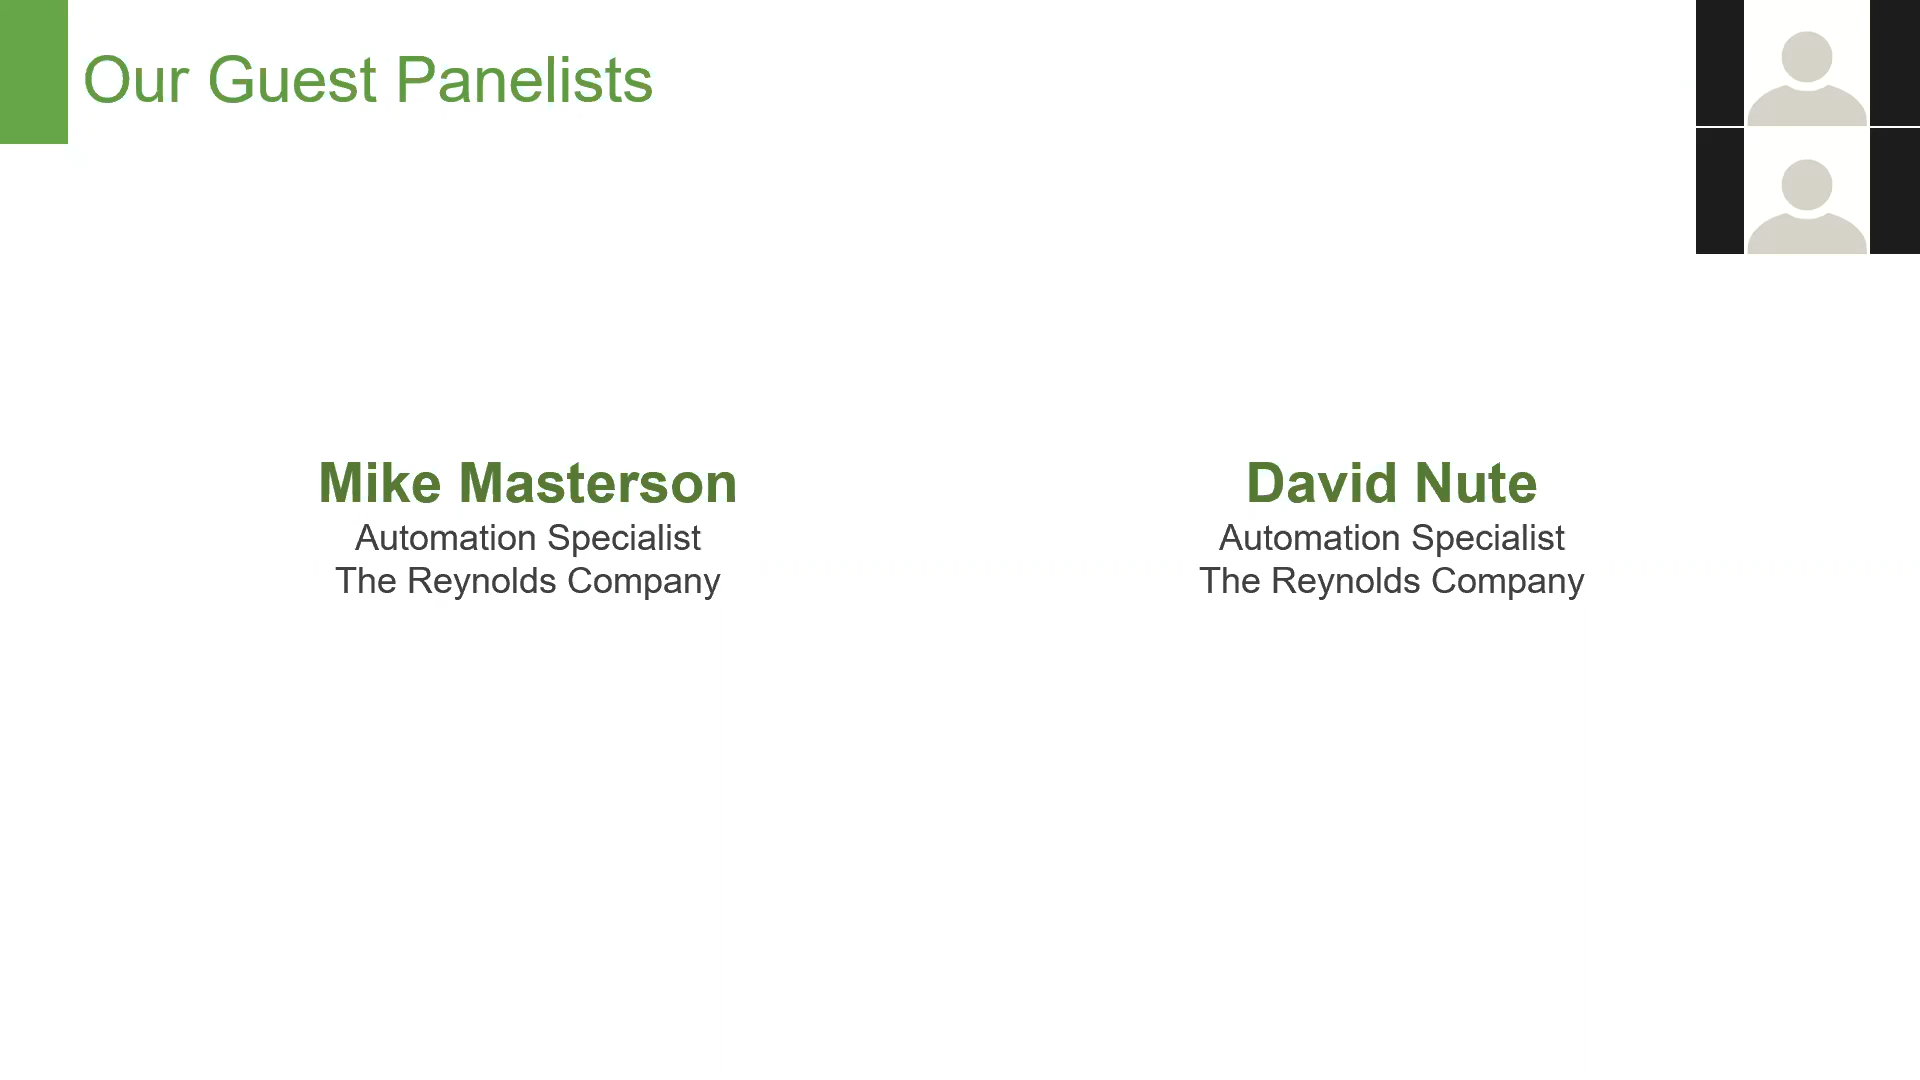 Our Guest Panelists
Mike Masterson
Automation Specialist
The Reynolds Company
David Nute
Automation Specialist
The Reynolds Company